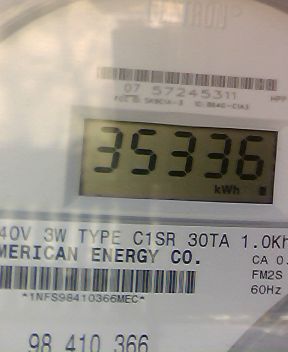 07 57245311
35336
kWh
40V 3W TYPE C1SR 30TA 1.0Kh
MERICAN ENERGY CO.
CA 0.
FM2S
60Hz
*1NFS98410366MEC*
98 410 366